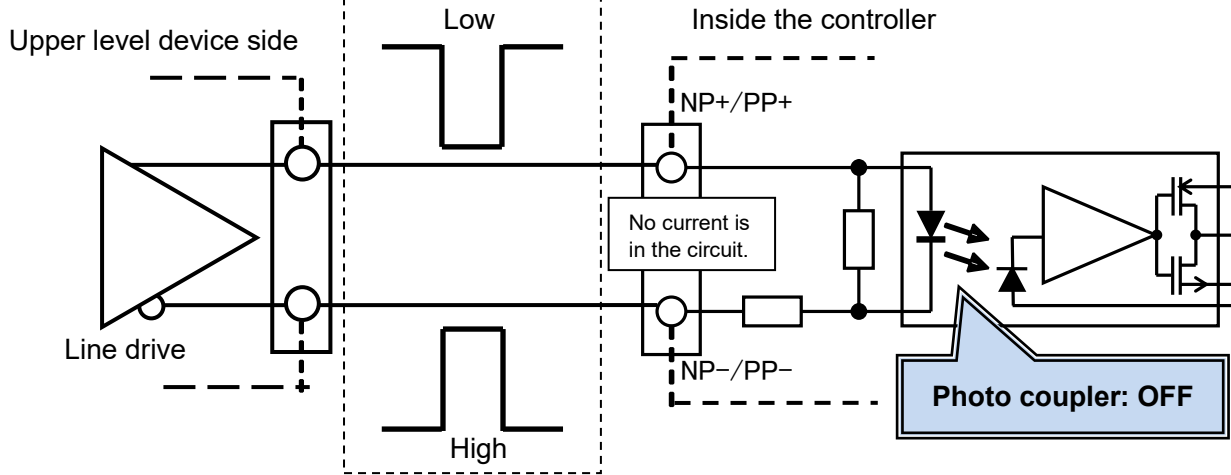 Low
Inside the controller
Upper level device side
NP+/PP+
No current is
in the circuit.
Line drive
NP−/PP−
Photo coupler: OFF
High